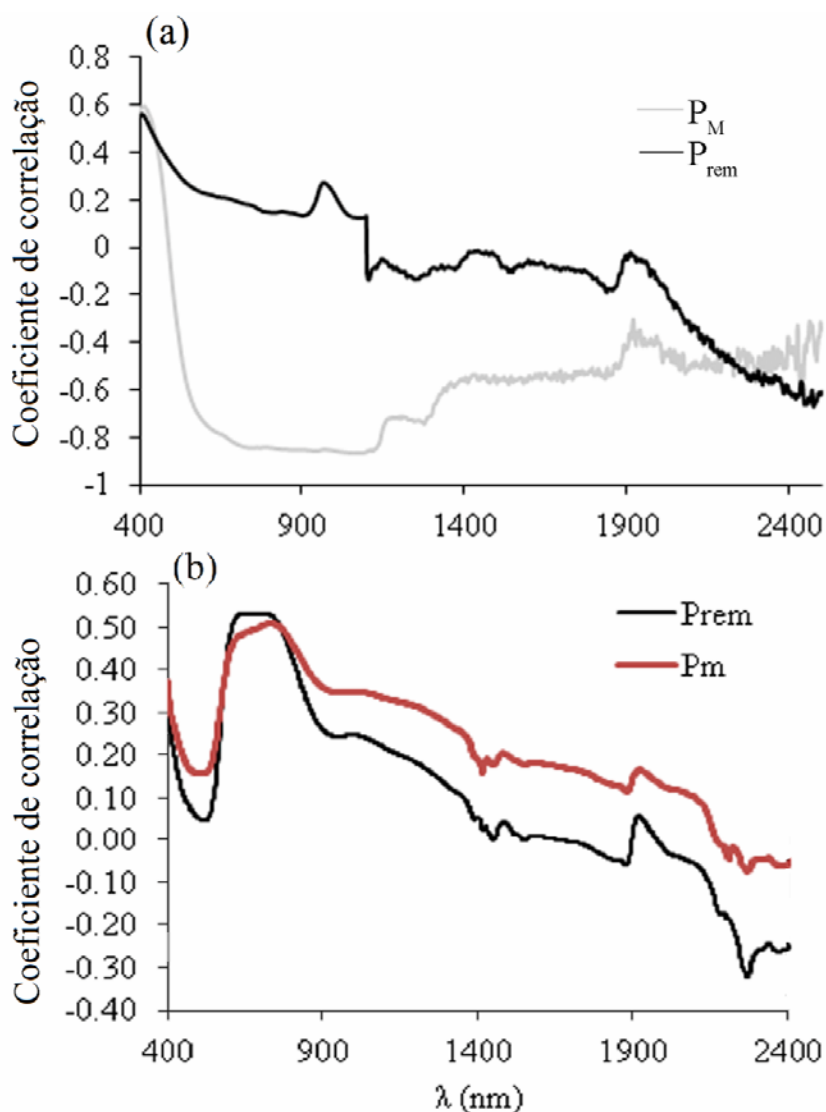 (a)
0.8
0.6
0.4
0.2
0
-0.2
-0.4
-0.6
-0.8
-1
Coeficiente de correlação
P_M
P_rem
400 900 1400 1900 2400
(b)
0.60
0.50
0.40
0.30
0.20
0.10
0.00
-0.10
-0.20
-0.30
-0.40
Coeficiente de correlação
Prem
Pm
400 900 1400 1900 2400
λ (nm)